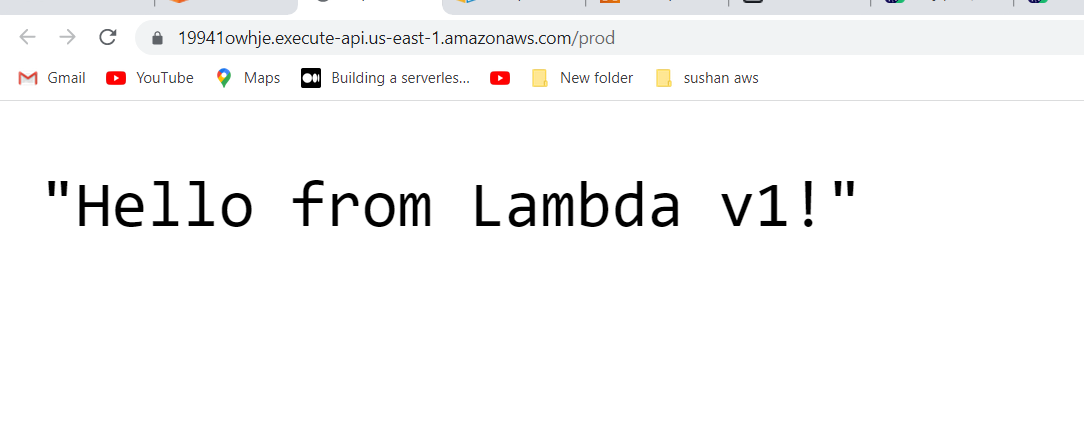 19941owhje.execute-api.us-east-1.amazonaws.com/prod
Gmail YouTube Maps Building a serverles... New folder sushan aws
"Hello from Lambda v1!"